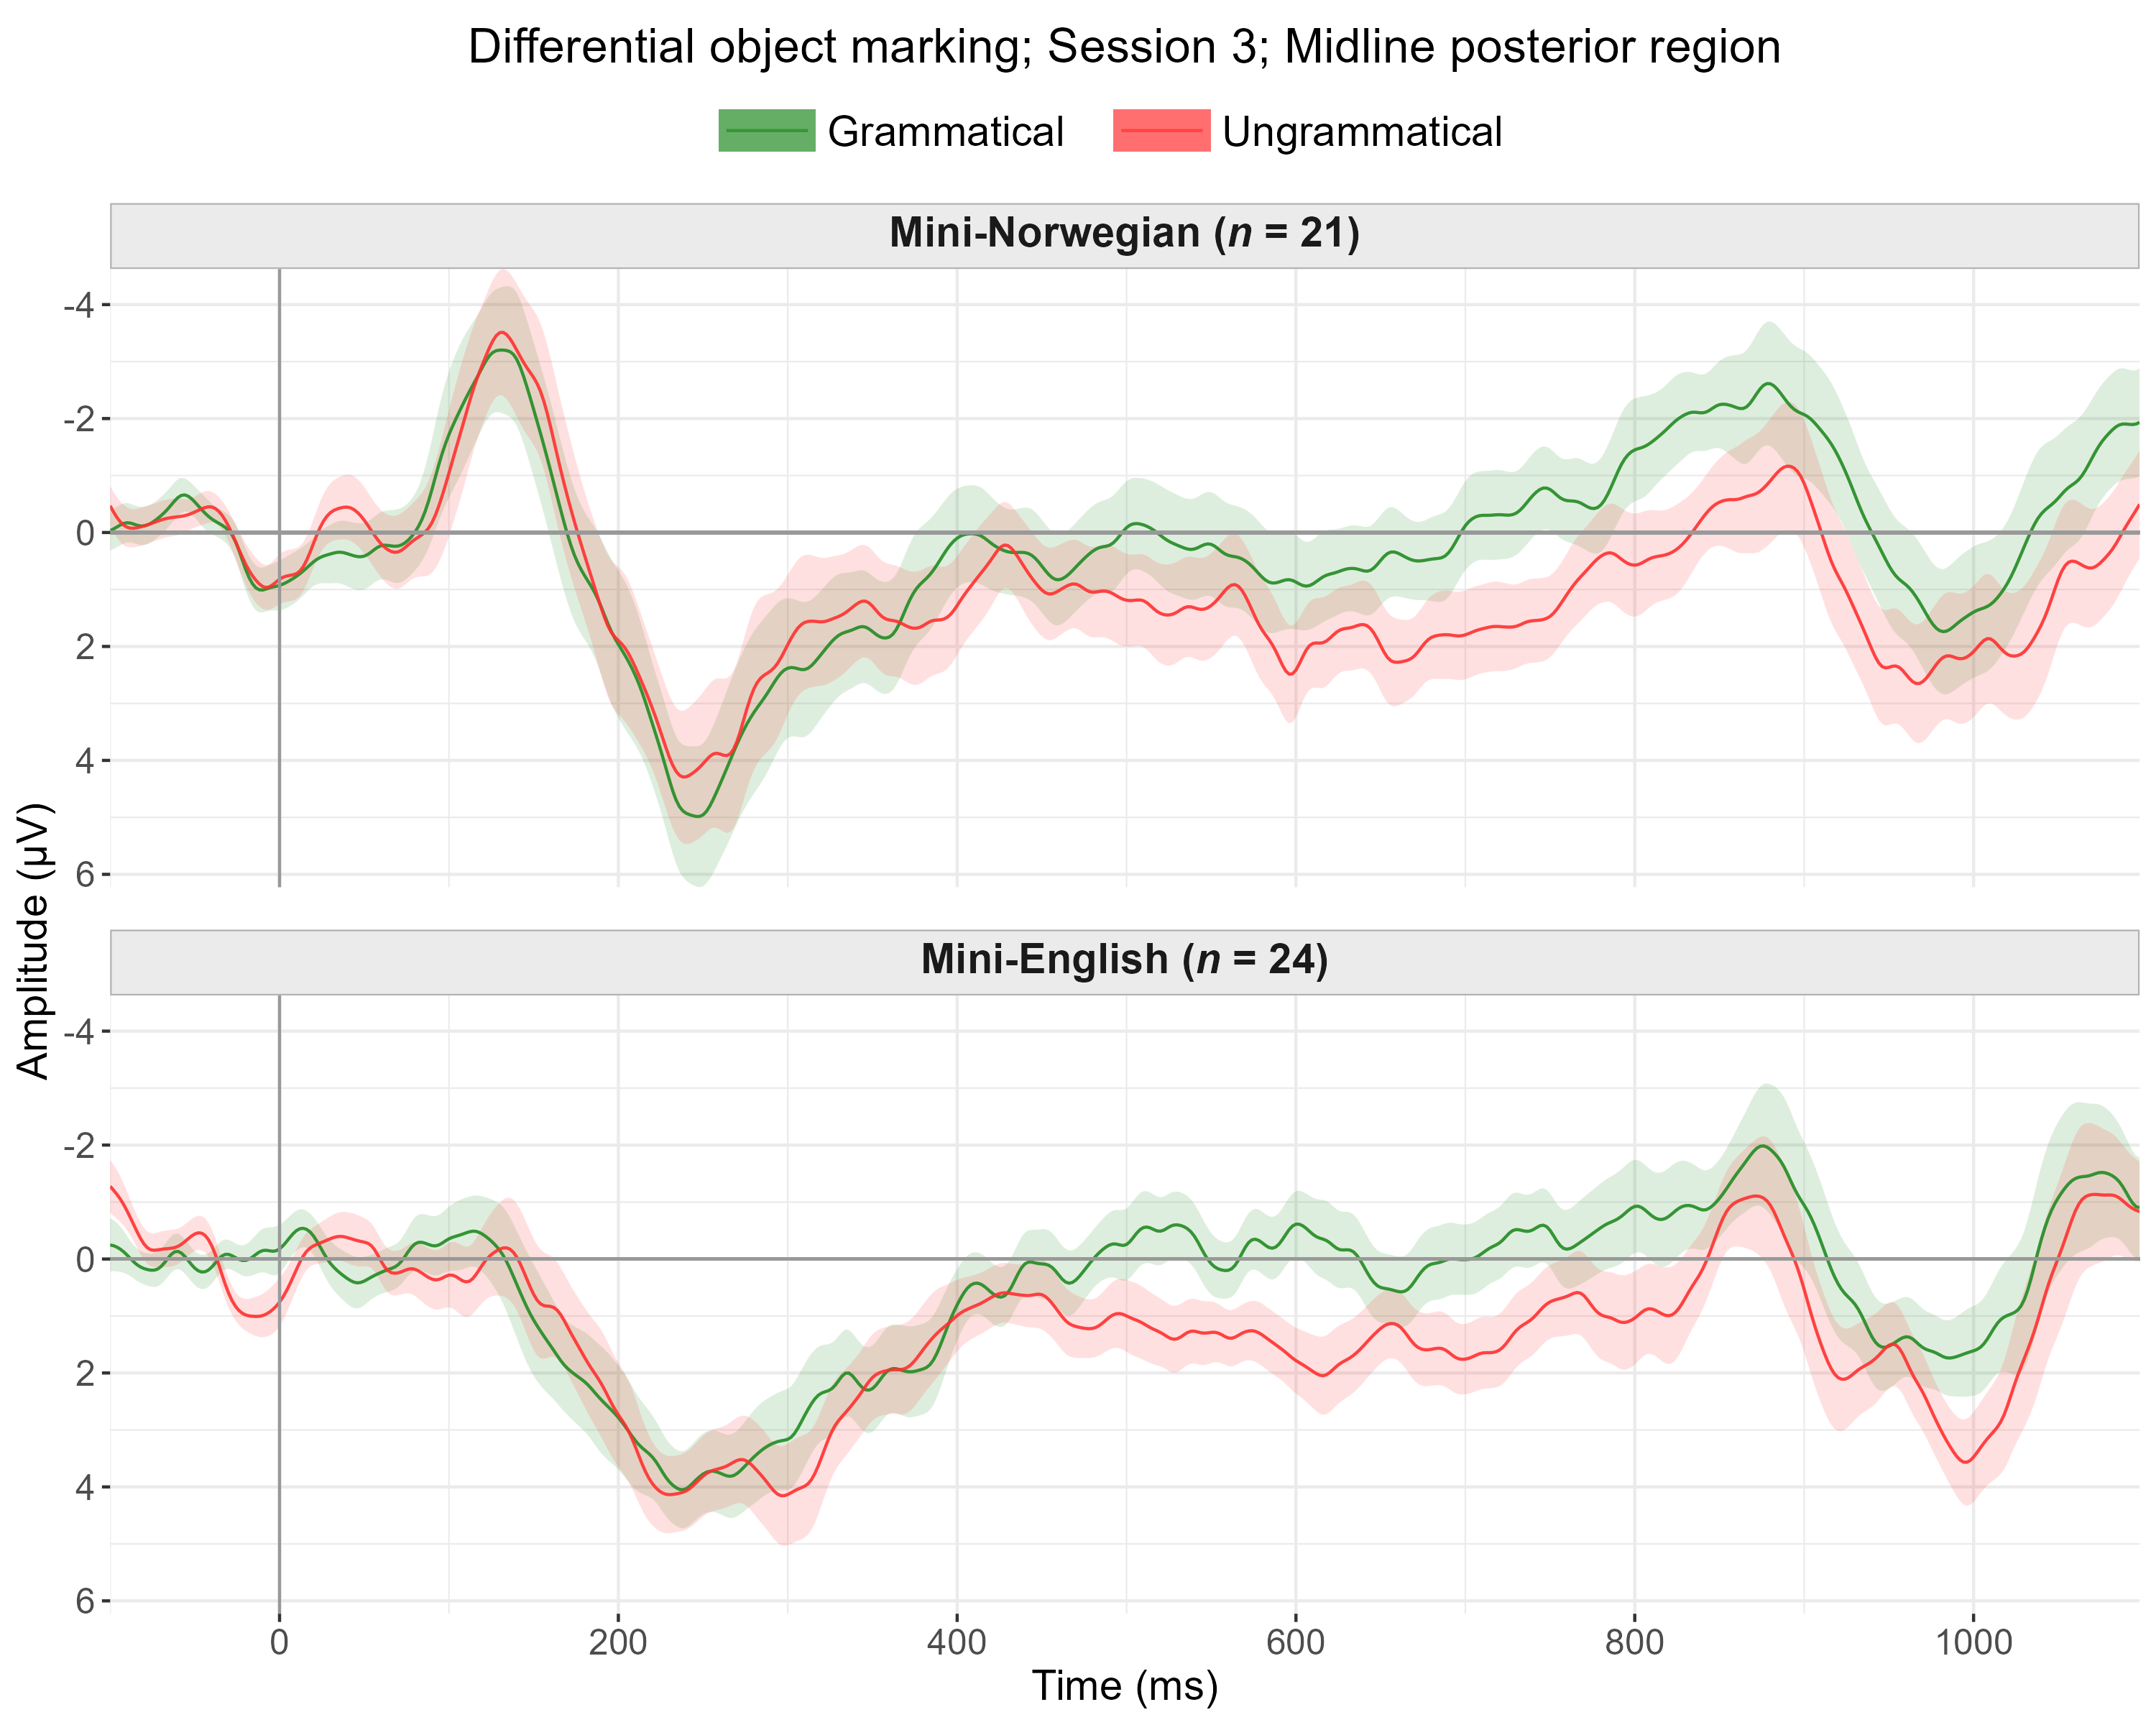 Differential object marking; Session 3; Midline posterior region
Grammatical Ungrammatical
Mini-Norwegian (n = 21)
-4
-2
0
2
4
6
Amplitude (µV)
Mini-English (n = 24)
-4
-2
0
2
4
6
0 200 400 600 800 1000
Time (ms)